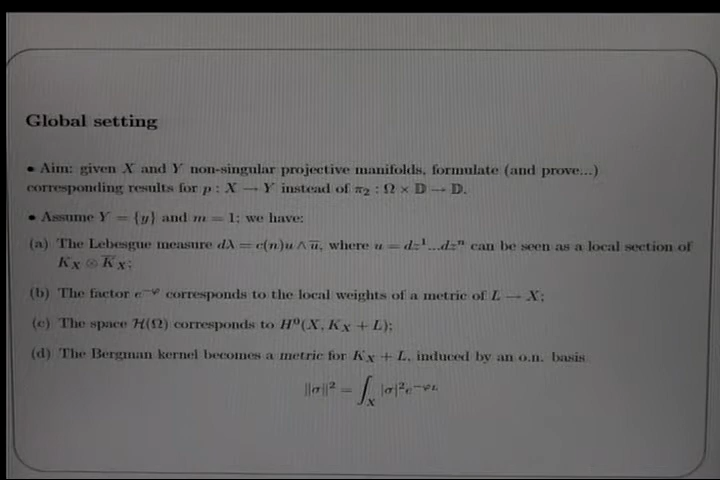 Global setting
• Aim: given X and Y non-singular projective manifolds, formulate (and prove...)
corresponding results for p : X → Y instead of π₂ : Ω × 𝔻 → 𝔻.
• Assume Y = {y} and m = 1; we have:
(a) The Lebesgue measure dλ = c(n)u ∧ u̅, where u = dz¹...dzⁿ can be seen as a local section of
K_X ⊗ K̅_X;
(b) The factor e^{−φ} corresponds to the local weights of a metric of L → X;
(c) The space ℋ(Ω) corresponds to H⁰(X, K_X + L);
(d) The Bergman kernel becomes a metric for K_X + L, induced by an o.n. basis
‖σ‖² = ∫_X |σ|²e^{−φ_L}